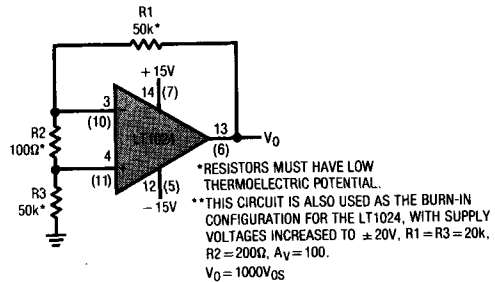 R1
50k*
+15V
14 (7)
3
(10)
LT1024
13
(6)
VO
R2
100Ω*
4
(11)
12 (5)
−15V
R3
50k*
*RESISTORS MUST HAVE LOW
THERMOELECTRIC POTENTIAL.
**THIS CIRCUIT IS ALSO USED AS THE BURN-IN
CONFIGURATION FOR THE LT1024, WITH SUPPLY
VOLTAGES INCREASED TO ±20V, R1=R3=20k,
R2=200Ω, AV=100.
VO=1000VOS